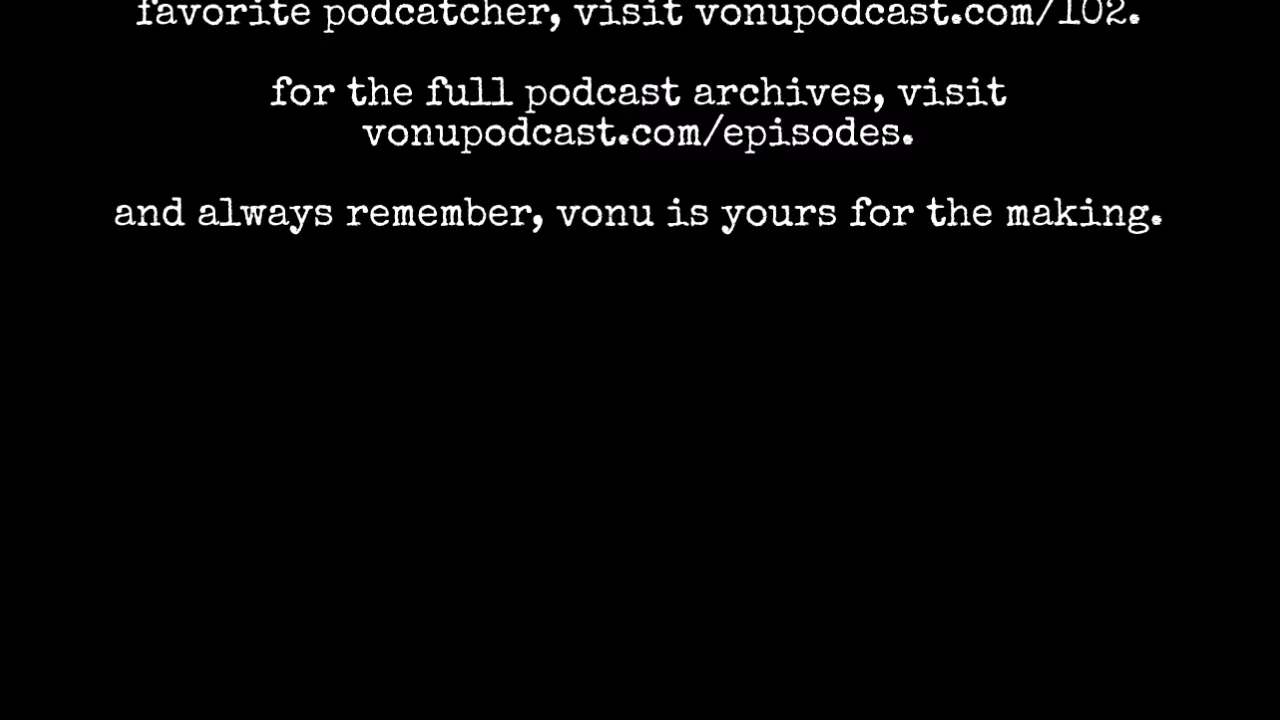 favorite podcatcher, visit vonupodcast.com/102.
for the full podcast archives, visit
vonupodcast.com/episodes.
and always remember, vonu is yours for the making.